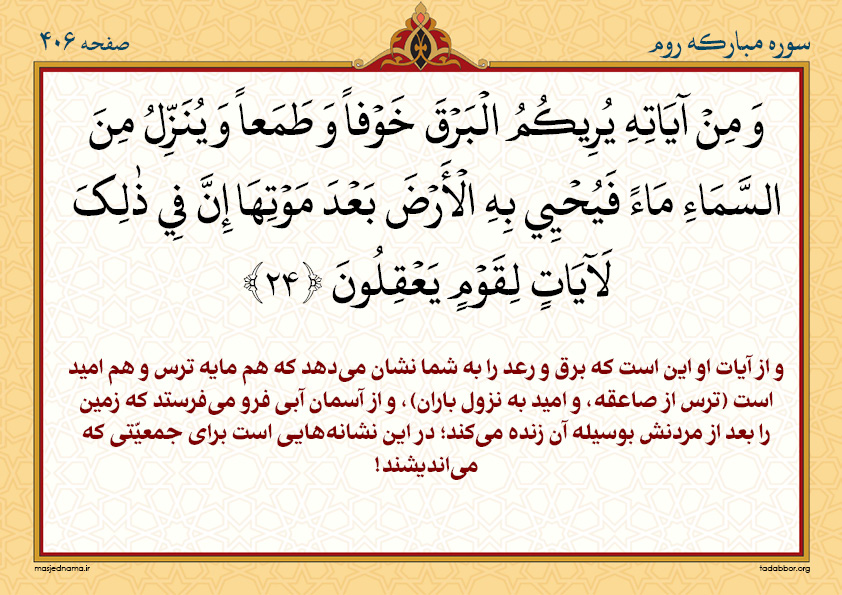 سوره مبارکه روم
صفحه ۴۰۶
وَ مِنْ آیَاتِهِ یُرِیکُمُ الْبَرْقَ خَوْفاً وَ طَمَعاً وَ یُنَزِّلُ مِنَ
السَّمَاءِ مَاءً فَیُحْیِي بِهِ الْأَرْضَ بَعْدَ مَوْتِهَا إِنَّ فِي ذٰلِکَ
لَآیَاتٍ لِقَوْمٍ یَعْقِلُونَ ﴿۲۴﴾
و از آیات او این است که برق و رعد را به شما نشان می‌دهد که هم مایه ترس و هم امید
است (ترس از صاعقه، و امید به نزول باران)، و از آسمان آبی فرو می‌فرستد که زمین
را بعد از مردنش بوسیله آن زنده می‌کند؛ در این نشانه‌هایی است برای جمعیّتی که
می‌اندیشند!
masjednama.ir
tadabbor.org